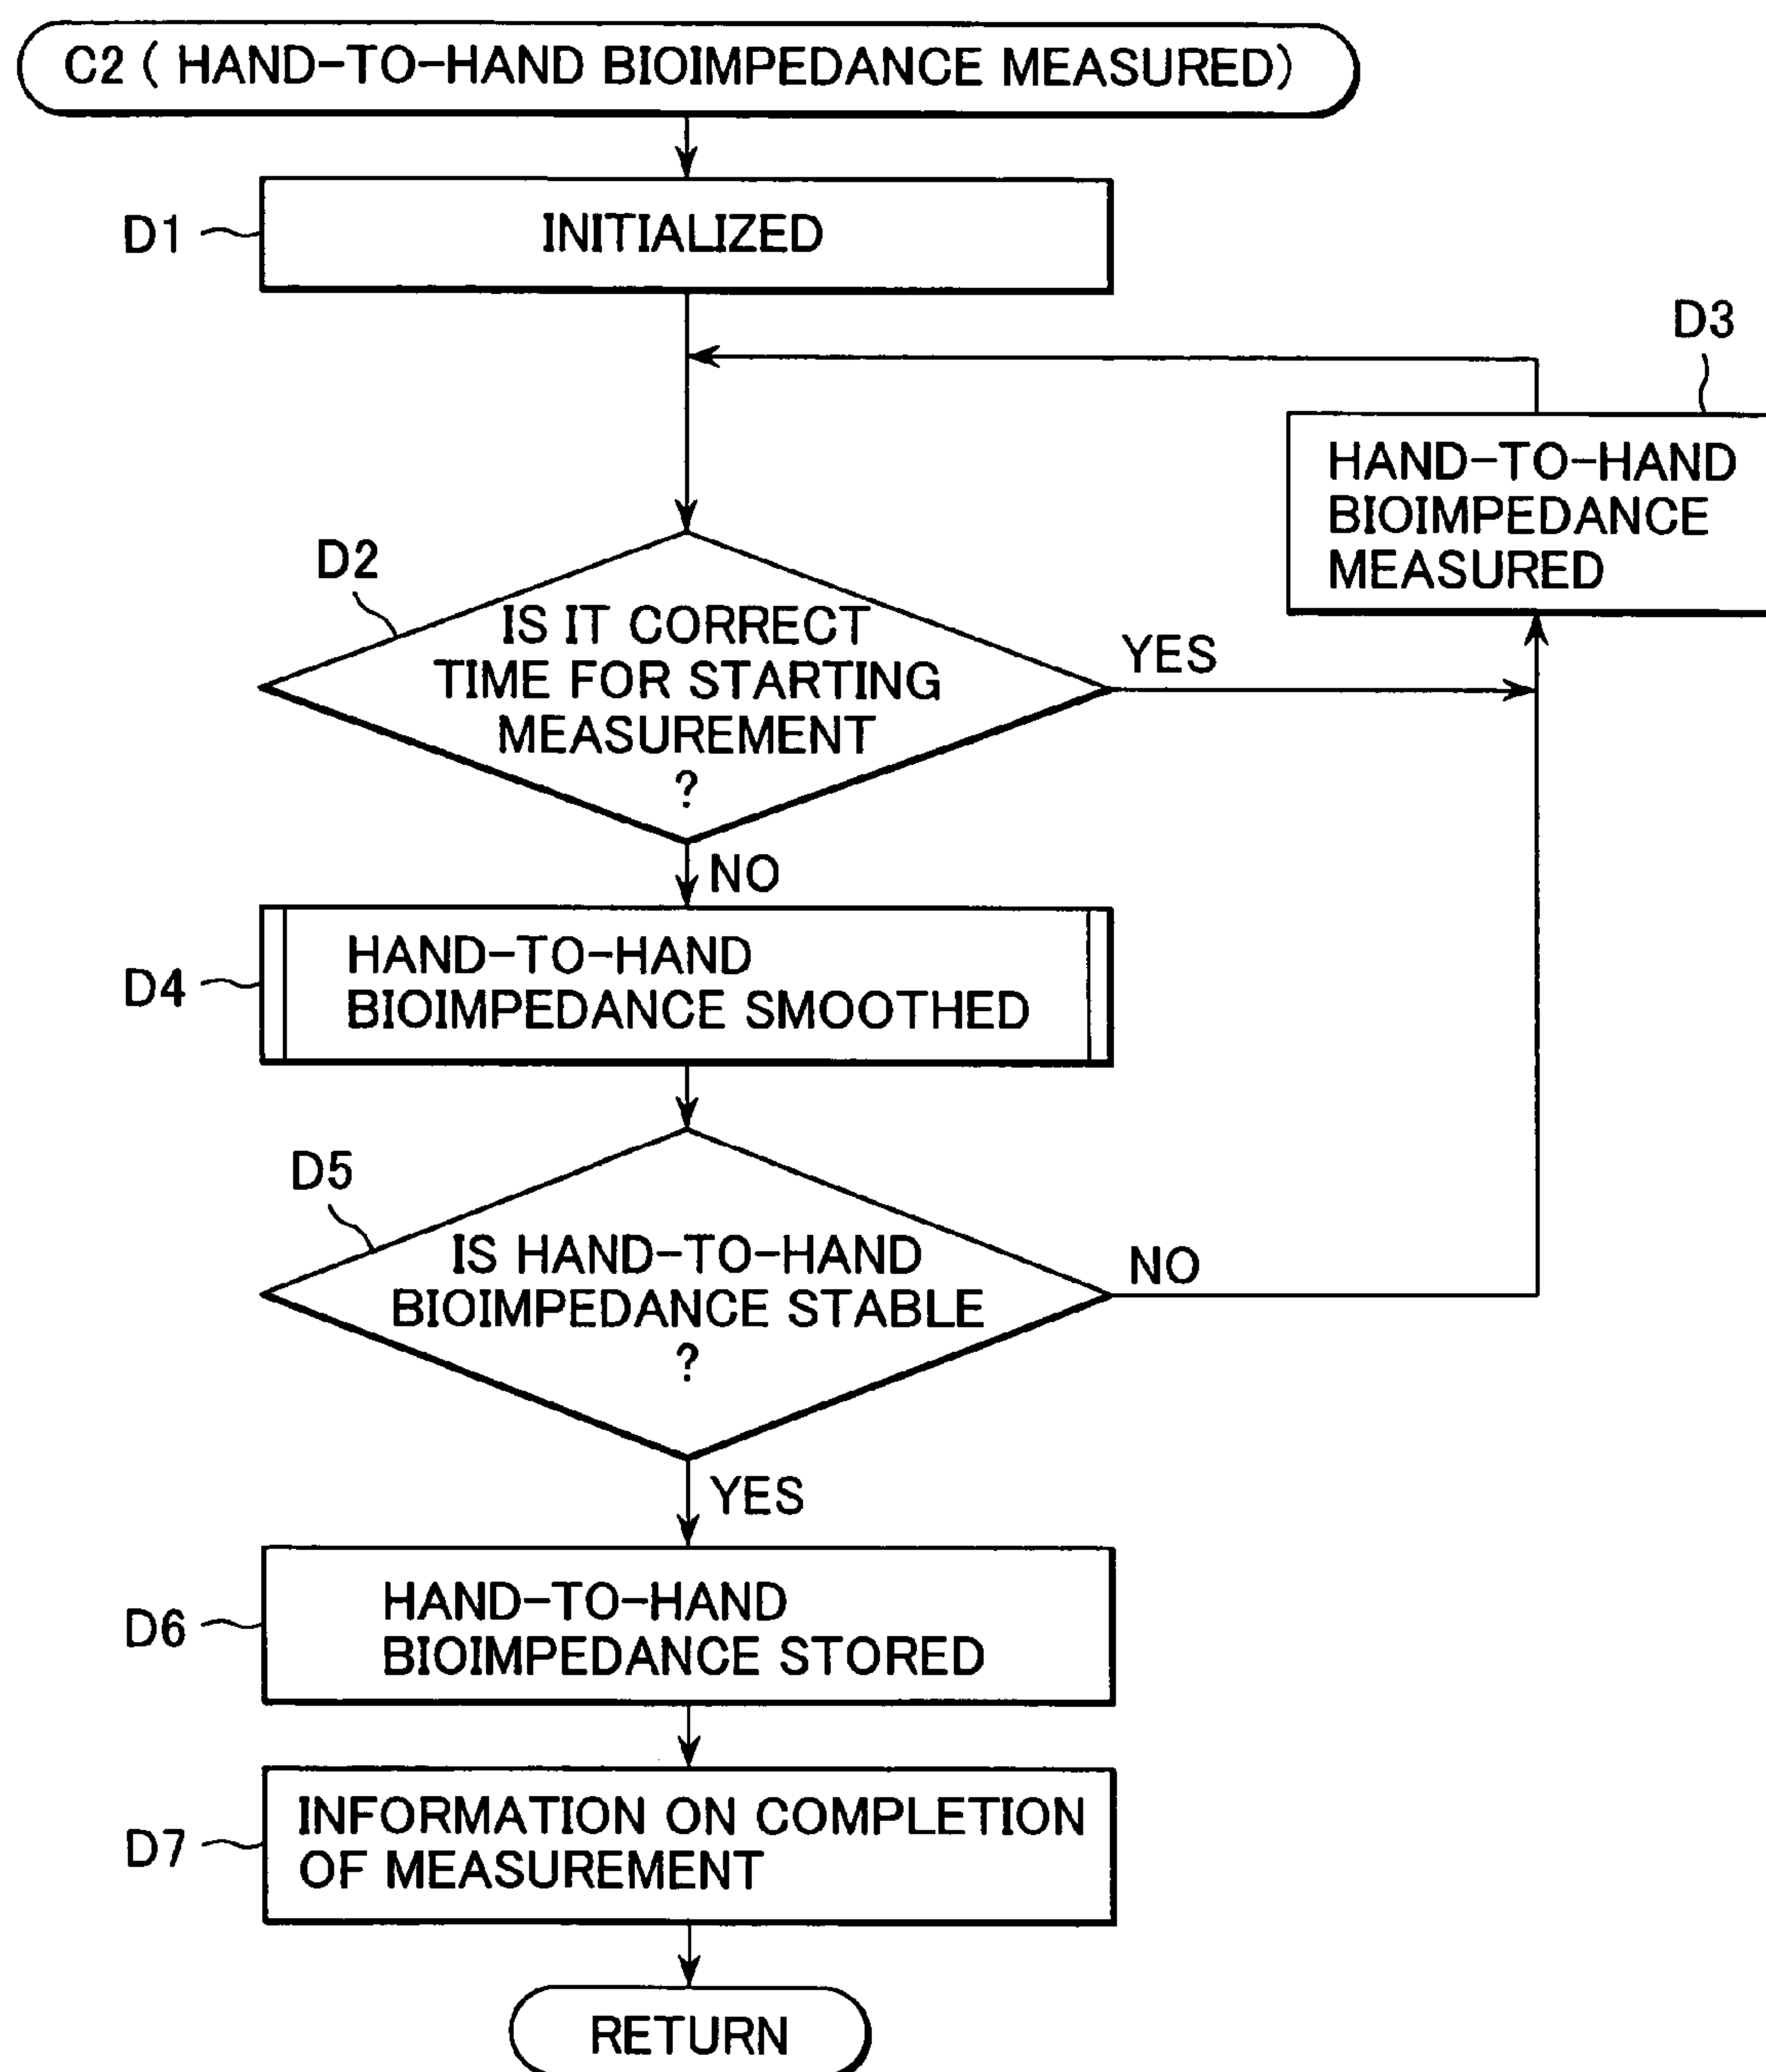 C2 ( HAND-TO-HAND BIOIMPEDANCE MEASURED)
D1
INITIALIZED
D3
HAND-TO-HAND
BIOIMPEDANCE
MEASURED
D2
IS IT CORRECT
TIME FOR STARTING
MEASUREMENT
?
YES
NO
D4
HAND-TO-HAND
BIOIMPEDANCE SMOOTHED
D5
IS HAND-TO-HAND
BIOIMPEDANCE STABLE
?
NO
YES
D6
HAND-TO-HAND
BIOIMPEDANCE STORED
D7
INFORMATION ON COMPLETION
OF MEASUREMENT
RETURN